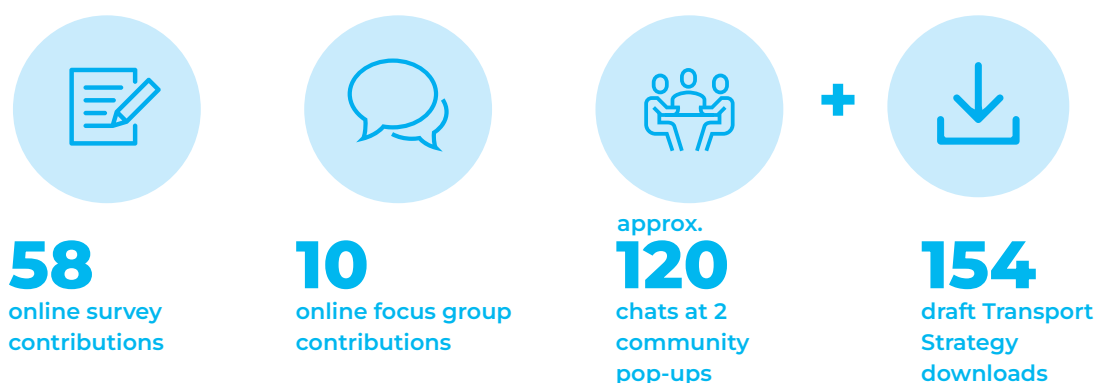 58
online survey
contributions
10
online focus group
contributions
approx.
120
chats at 2
community
pop-ups
+
154
draft Transport
Strategy
downloads